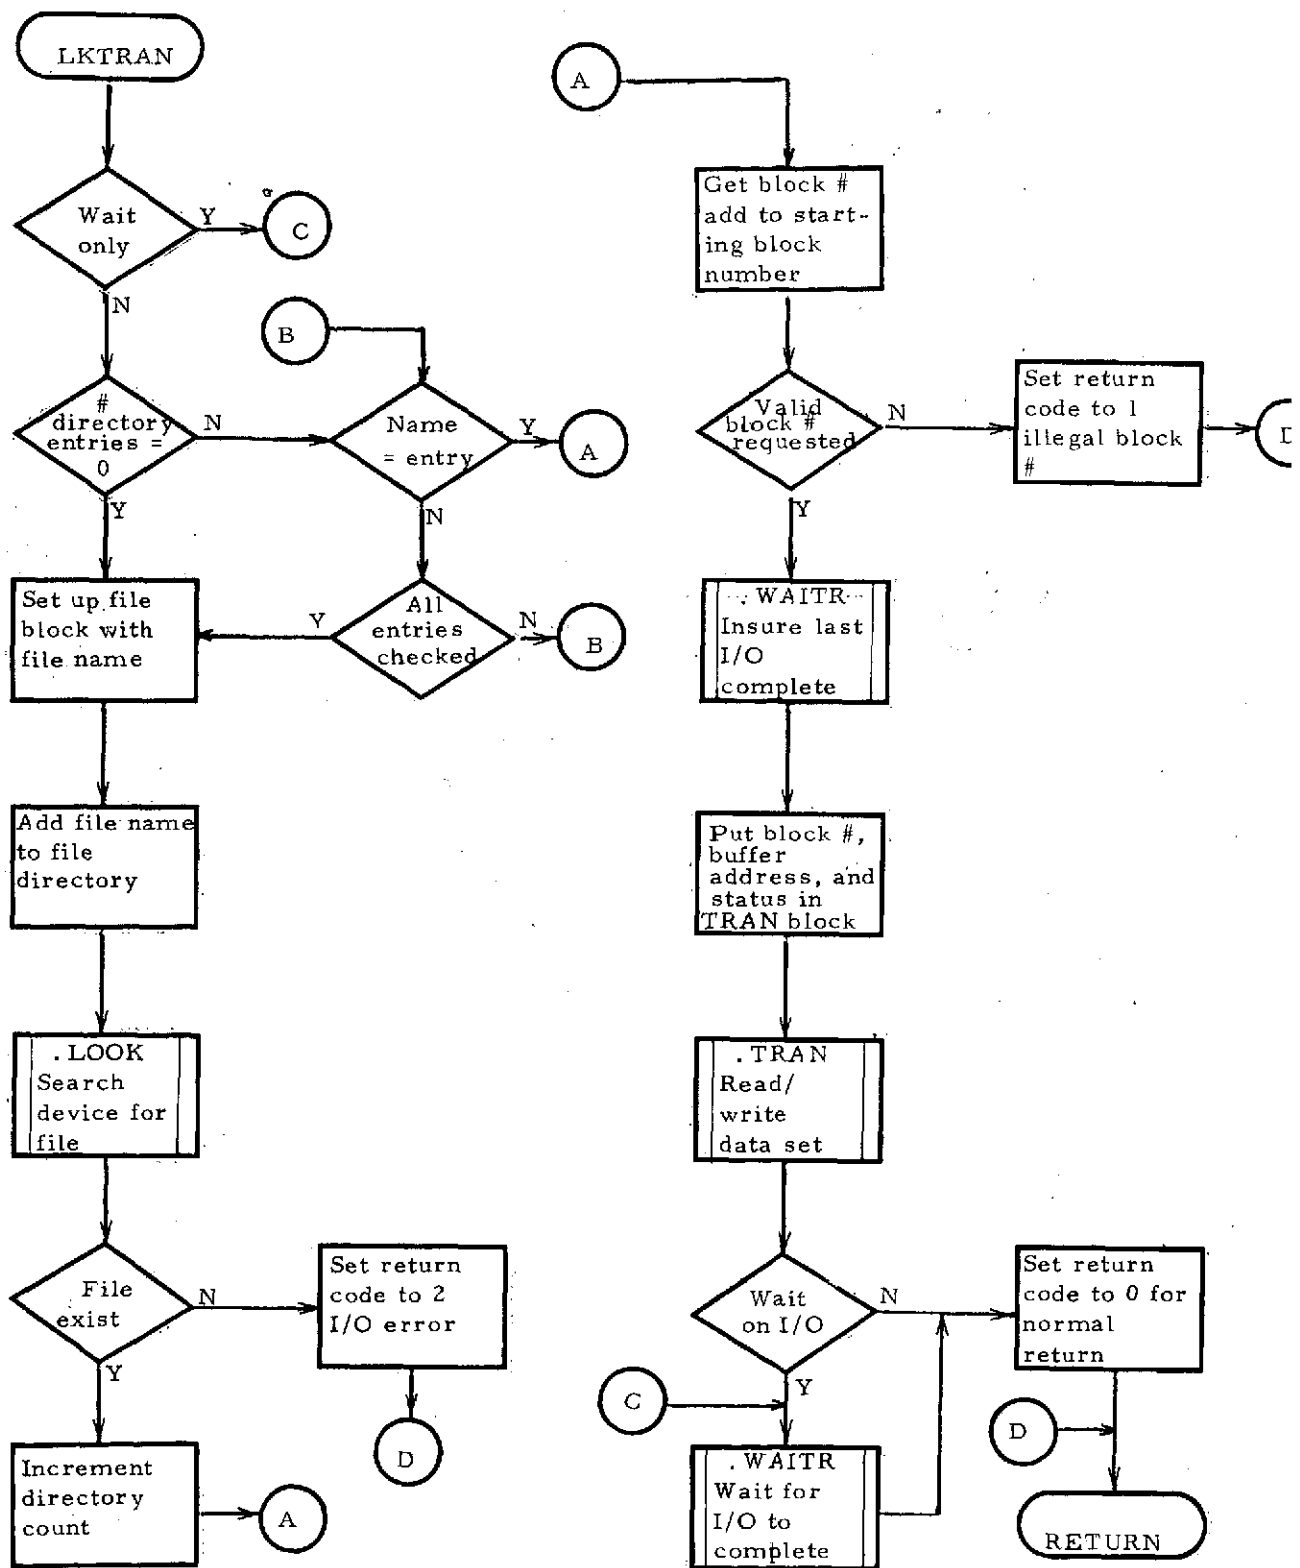 LKTRAN
Wait
only
Y
C
N
B
#
directory
entries =
0
N
Name
= entry
Y
A
Y
N
Set up file
block with
file name
Y
All
entries
checked
N
B
Add file name
to file
directory
. LOOK
Search
device for
file
File
exist
N
Set return
code to 2
I/O error
Y
D
Increment
directory
count
A
A
Get block #
add to start-
ing block
number
Valid
block #
requested
N
Set return
code to 1
illegal block
#
D
Y
. WAITR
Insure last
I/O
complete
Put block #,
buffer
address, and
status in
TRAN block
. TRAN
Read/
write
data set
Wait
on I/O
N
Set return
code to 0 for
normal
return
Y
C
D
. WAITR
Wait for
I/O to
complete
RETURN